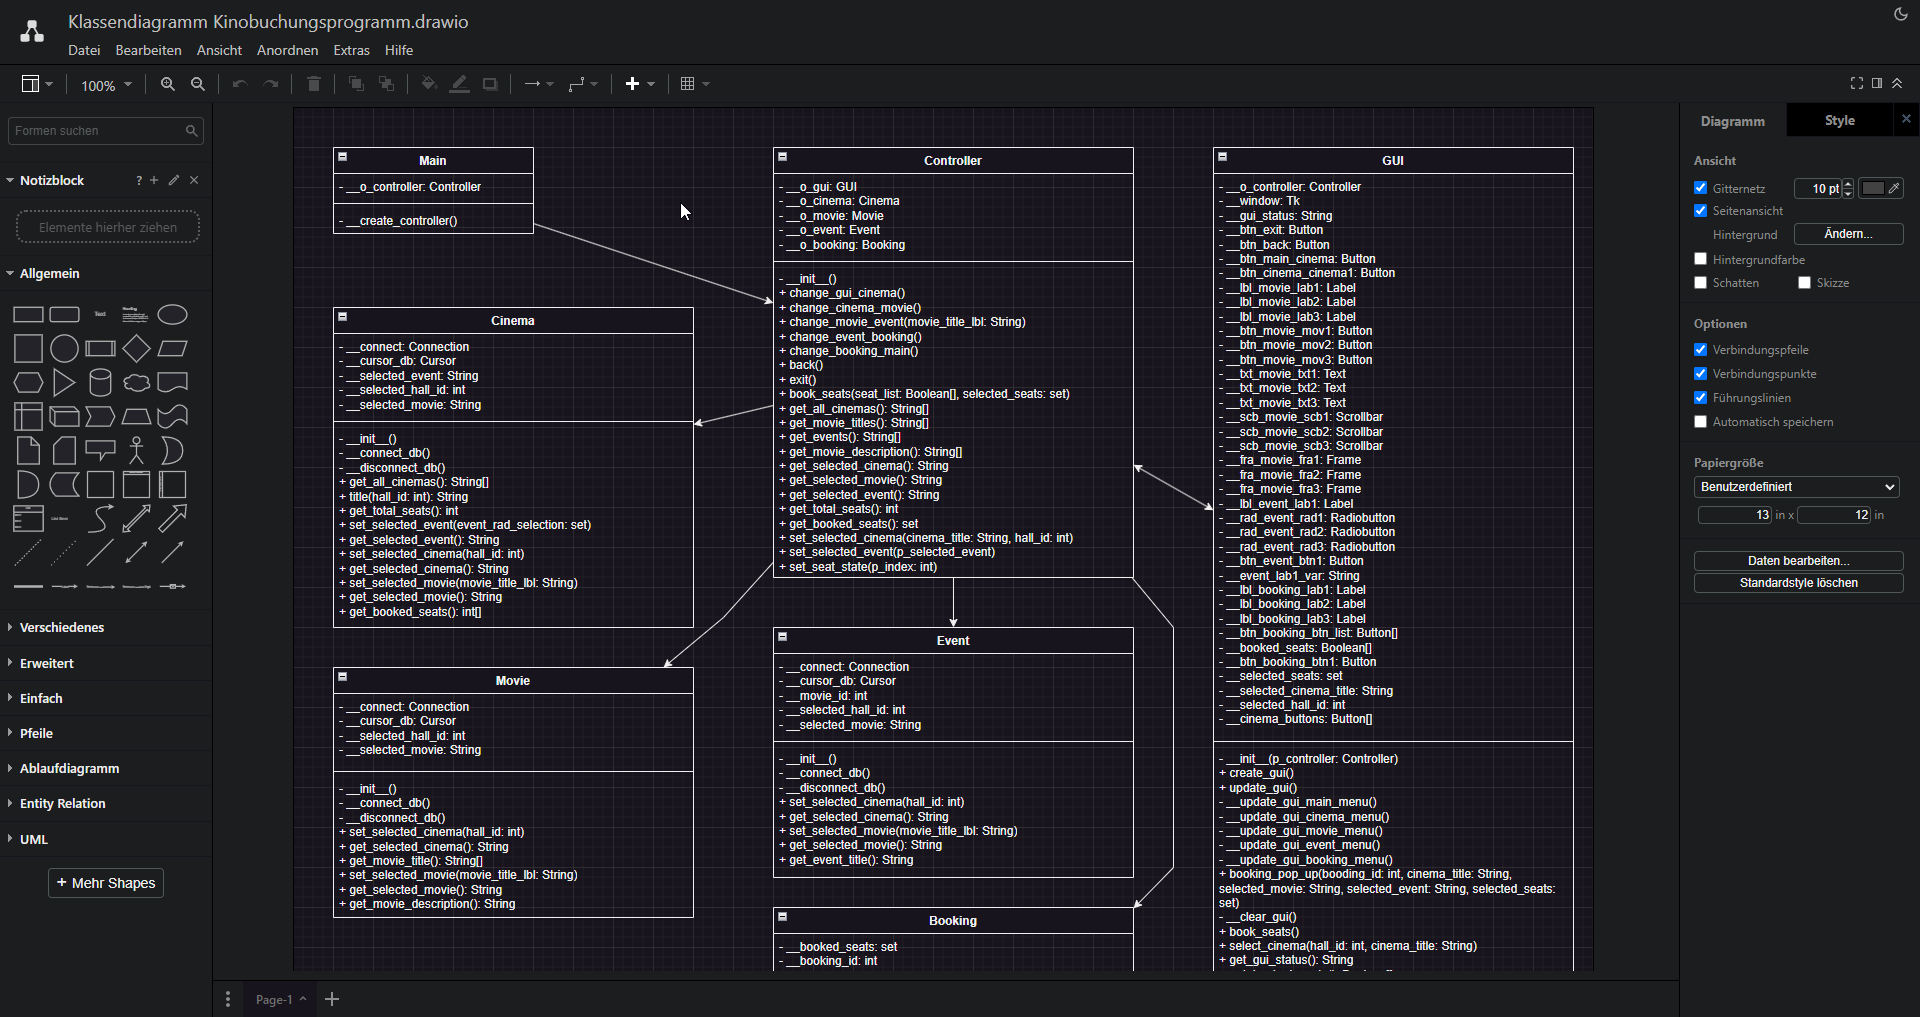 Klassendiagramm Kinobuchungsprogramm.drawio
Datei Bearbeiten Ansicht Anordnen Extras Hilfe
100%
Formen suchen
Notizblock
?
Elemente hierher ziehen
Allgemein
Text
Verschiedenes
Erweitert
Einfach
Pfeile
Ablaufdiagramm
Entity Relation
UML
+ Mehr Shapes
Main
- __o_controller: Controller
- __create_controller()
Cinema
- __connect: Connection
- __cursor_db: Cursor
- __selected_event: String
- __selected_hall_id: int
- __selected_movie: String
- __init__()
- __connect_db()
- __disconnect_db()
+ get_all_cinemas(): String[]
+ title(hall_id: int): String
+ get_total_seats(): int
+ set_selected_event(event_rad_selection: set)
+ get_selected_event(): String
+ set_selected_cinema(hall_id: int)
+ get_selected_cinema(): String
+ set_selected_movie(movie_title_lbl: String)
+ get_selected_movie(): String
+ get_booked_seats(): int[]
Movie
- __connect: Connection
- __cursor_db: Cursor
- __selected_hall_id: int
- __selected_movie: String
- __init__()
- __connect_db()
- __disconnect_db()
+ set_selected_cinema(hall_id: int)
+ get_selected_cinema(): String
+ get_movie_title(): String[]
+ set_selected_movie(movie_title_lbl: String)
+ get_selected_movie(): String
+ get_movie_description(): String
Controller
- __o_gui: GUI
- __o_cinema: Cinema
- __o_movie: Movie
- __o_event: Event
- __o_booking: Booking
- __init__()
+ change_gui_cinema()
+ change_cinema_movie()
+ change_movie_event(movie_title_lbl: String)
+ change_event_booking()
+ change_booking_main()
+ back()
+ exit()
+ book_seats(seat_list: Boolean[], selected_seats: set)
+ get_all_cinemas(): String[]
+ get_movie_titles(): String[]
+ get_events(): String[]
+ get_movie_description(): String[]
+ get_selected_cinema(): String
+ get_selected_movie(): String
+ get_selected_event(): String
+ get_total_seats(): int
+ get_booked_seats(): set
+ set_selected_cinema(cinema_title: String, hall_id: int)
+ set_selected_event(p_selected_event)
+ set_seat_state(p_index: int)
Event
- __connect: Connection
- __cursor_db: Cursor
- __movie_id: int
- __selected_hall_id: int
- __selected_movie: String
- __init__()
- __connect_db()
- __disconnect_db()
+ set_selected_cinema(hall_id: int)
+ get_selected_cinema(): String
+ set_selected_movie(movie_title_lbl: String)
+ get_selected_movie(): String
+ get_event_title(): String
Booking
- __booked_seats: set
- __booking_id: int
GUI
- __o_controller: Controller
- __window: Tk
- __gui_status: String
- __btn_exit: Button
- __btn_back: Button
- __btn_main_cinema: Button
- __btn_cinema_cinema1: Button
- __lbl_movie_lab1: Label
- __lbl_movie_lab2: Label
- __lbl_movie_lab3: Label
- __btn_movie_mov1: Button
- __btn_movie_mov2: Button
- __btn_movie_mov3: Button
- __txt_movie_txt1: Text
- __txt_movie_txt2: Text
- __txt_movie_txt3: Text
- __scb_movie_scb1: Scrollbar
- __scb_movie_scb2: Scrollbar
- __scb_movie_scb3: Scrollbar
- __fra_movie_fra1: Frame
- __fra_movie_fra2: Frame
- __fra_movie_fra3: Frame
- __lbl_event_lab1: Label
- __rad_event_rad1: Radiobutton
- __rad_event_rad2: Radiobutton
- __rad_event_rad3: Radiobutton
- __btn_event_btn1: Button
- __event_lab1_var: String
- __lbl_booking_lab1: Label
- __lbl_booking_lab2: Label
- __lbl_booking_lab3: Label
- __btn_booking_btn_list: Button[]
- __booked_seats: Boolean[]
- __btn_booking_btn1: Button
- __selected_seats: set
- __selected_cinema_title: String
- __selected_hall_id: int
- __cinema_buttons: Button[]
- __init__(p_controller: Controller)
+ create_gui()
+ update_gui()
- __update_gui_main_menu()
- __update_gui_cinema_menu()
- __update_gui_movie_menu()
- __update_gui_event_menu()
- __update_gui_booking_menu()
+ booking_pop_up(booding_id: int, cinema_title: String,
selected_movie: String, selected_event: String, selected_seats:
set)
- __clear_gui()
+ book_seats()
+ select_cinema(hall_id: int, cinema_title: String)
+ get_gui_status(): String
Diagramm Style
Ansicht
Gitternetz 10 pt
Seitenansicht
Hintergrund Ändern...
Hintergrundfarbe
Schatten Skizze
Optionen
Verbindungspfeile
Verbindungspunkte
Führungslinien
Automatisch speichern
Papiergröße
Benutzerdefiniert
13 in x 12 in
Daten bearbeiten...
Standardstyle löschen
Page-1